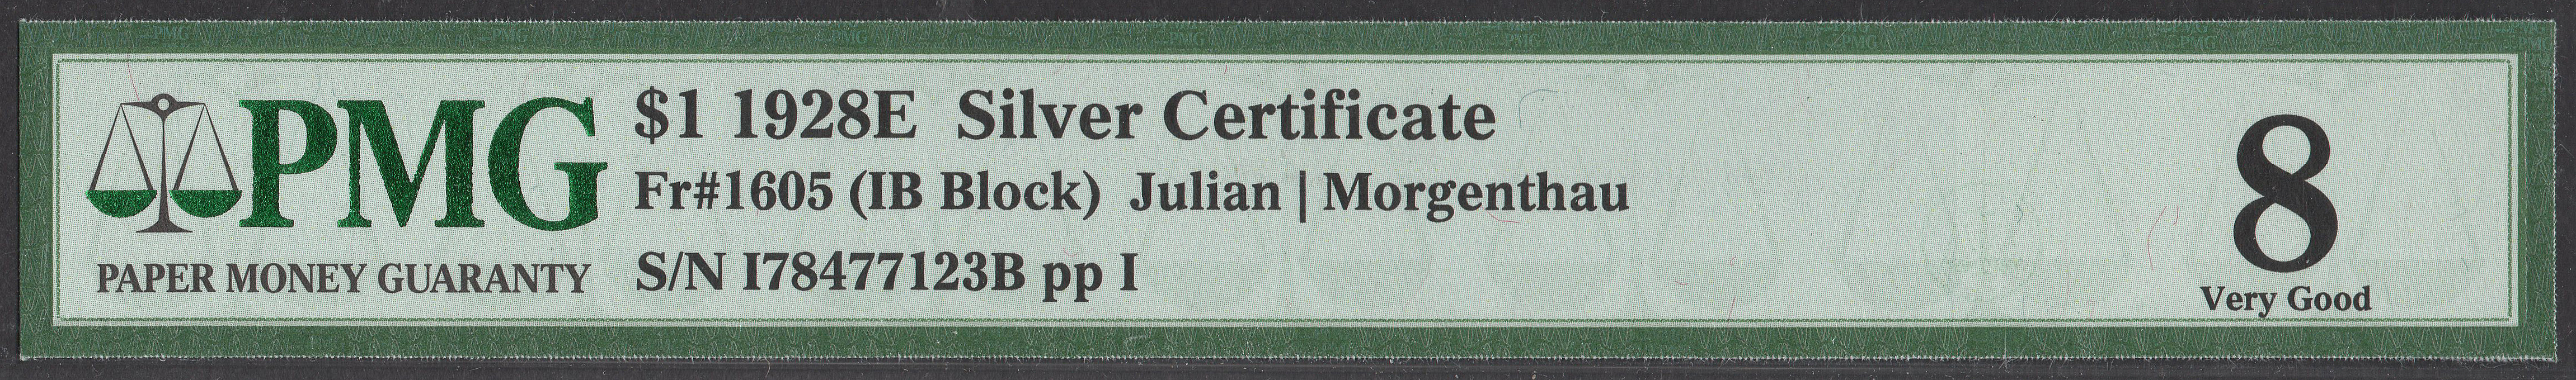 PMG
PAPER MONEY GUARANTY
$1 1928E Silver Certificate
Fr#1605 (IB Block) Julian | Morgenthau
S/N I78477123B pp I
8
Very Good